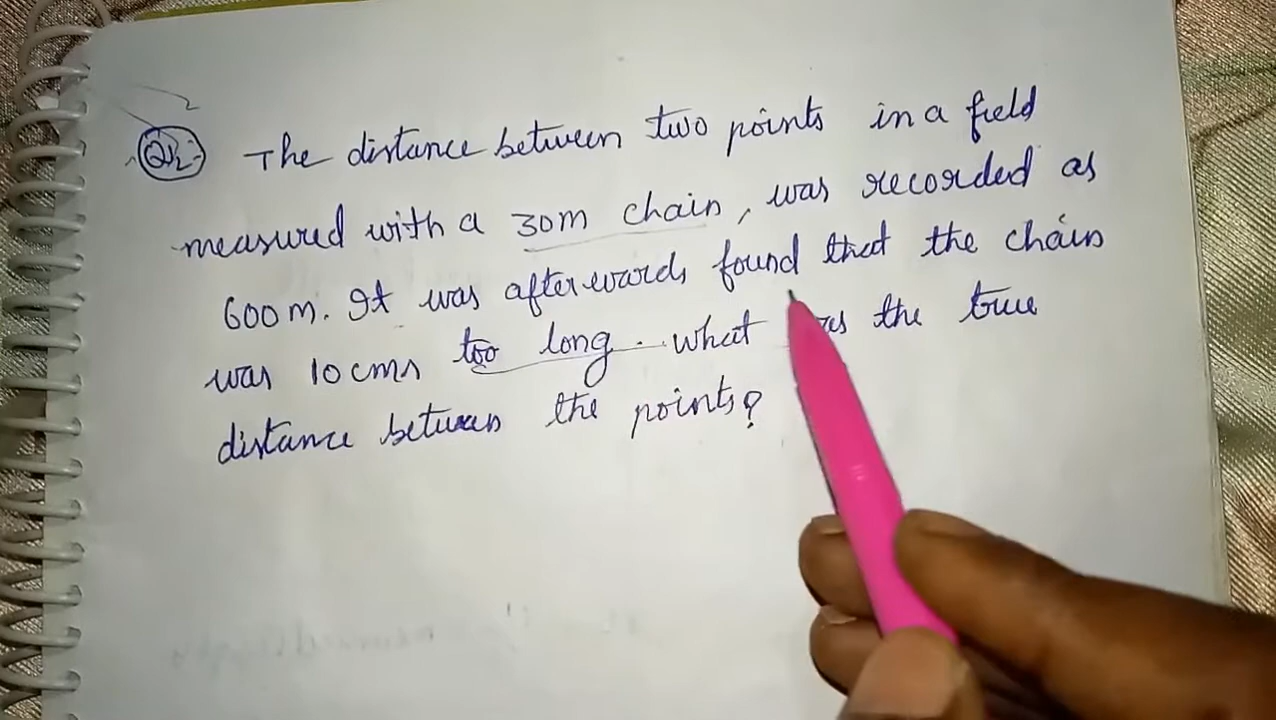 Q2 The distance between two points in a field
measured with a 30m chain, was recorded as
600m. It was afterwards found that the chain
was 10cms too long. What the true
distance between the points?